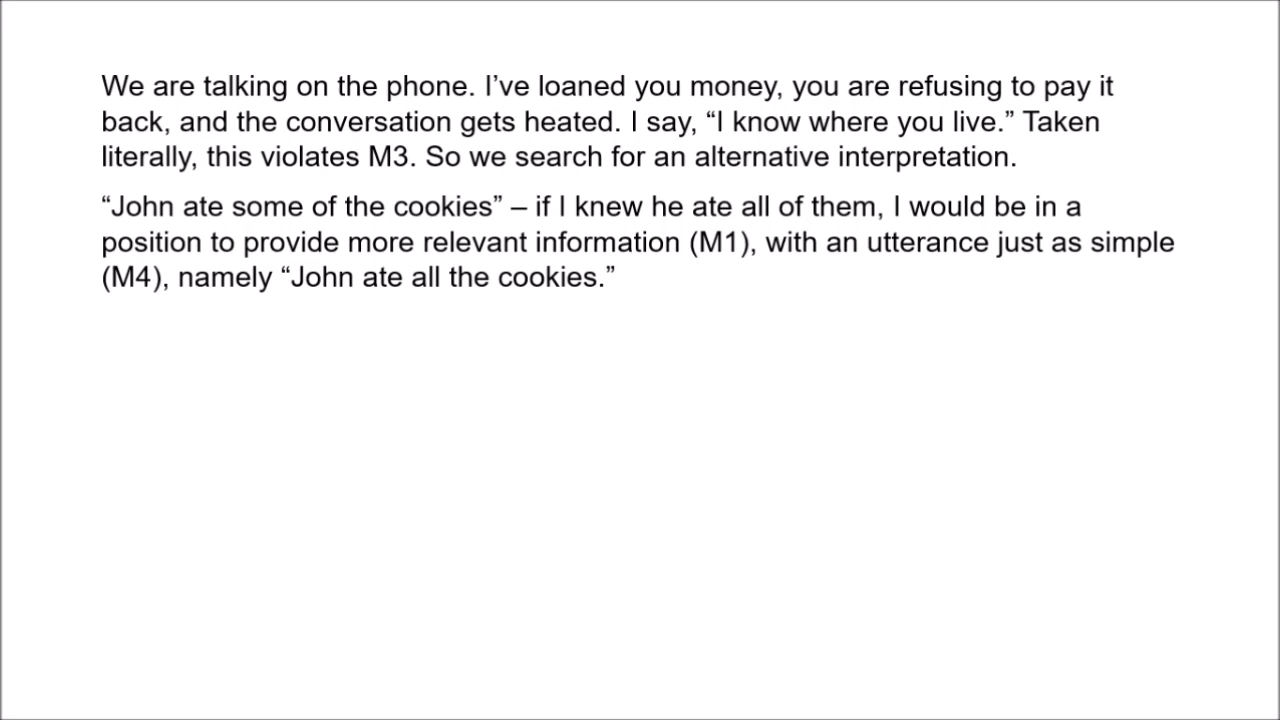 We are talking on the phone. I’ve loaned you money, you are refusing to pay it
back, and the conversation gets heated. I say, “I know where you live.” Taken
literally, this violates M3. So we search for an alternative interpretation.
“John ate some of the cookies” – if I knew he ate all of them, I would be in a
position to provide more relevant information (M1), with an utterance just as simple
(M4), namely “John ate all the cookies.”